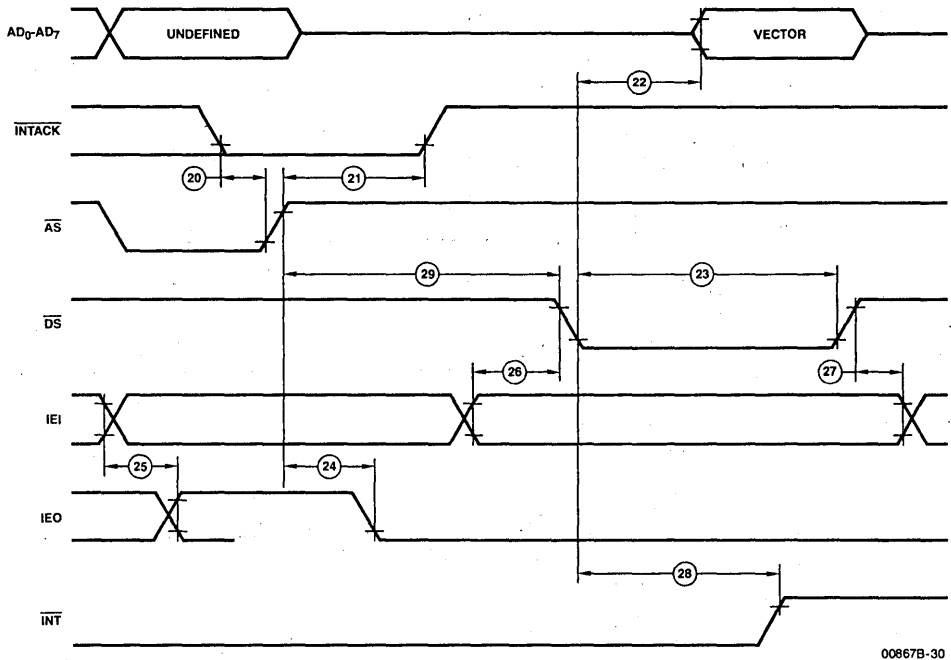 AD₀-AD₇
UNDEFINED
VECTOR
22
INTACK
20
21
AS
29
23
DS
26
27
IEI
25
24
IEO
28
INT
00867B-30